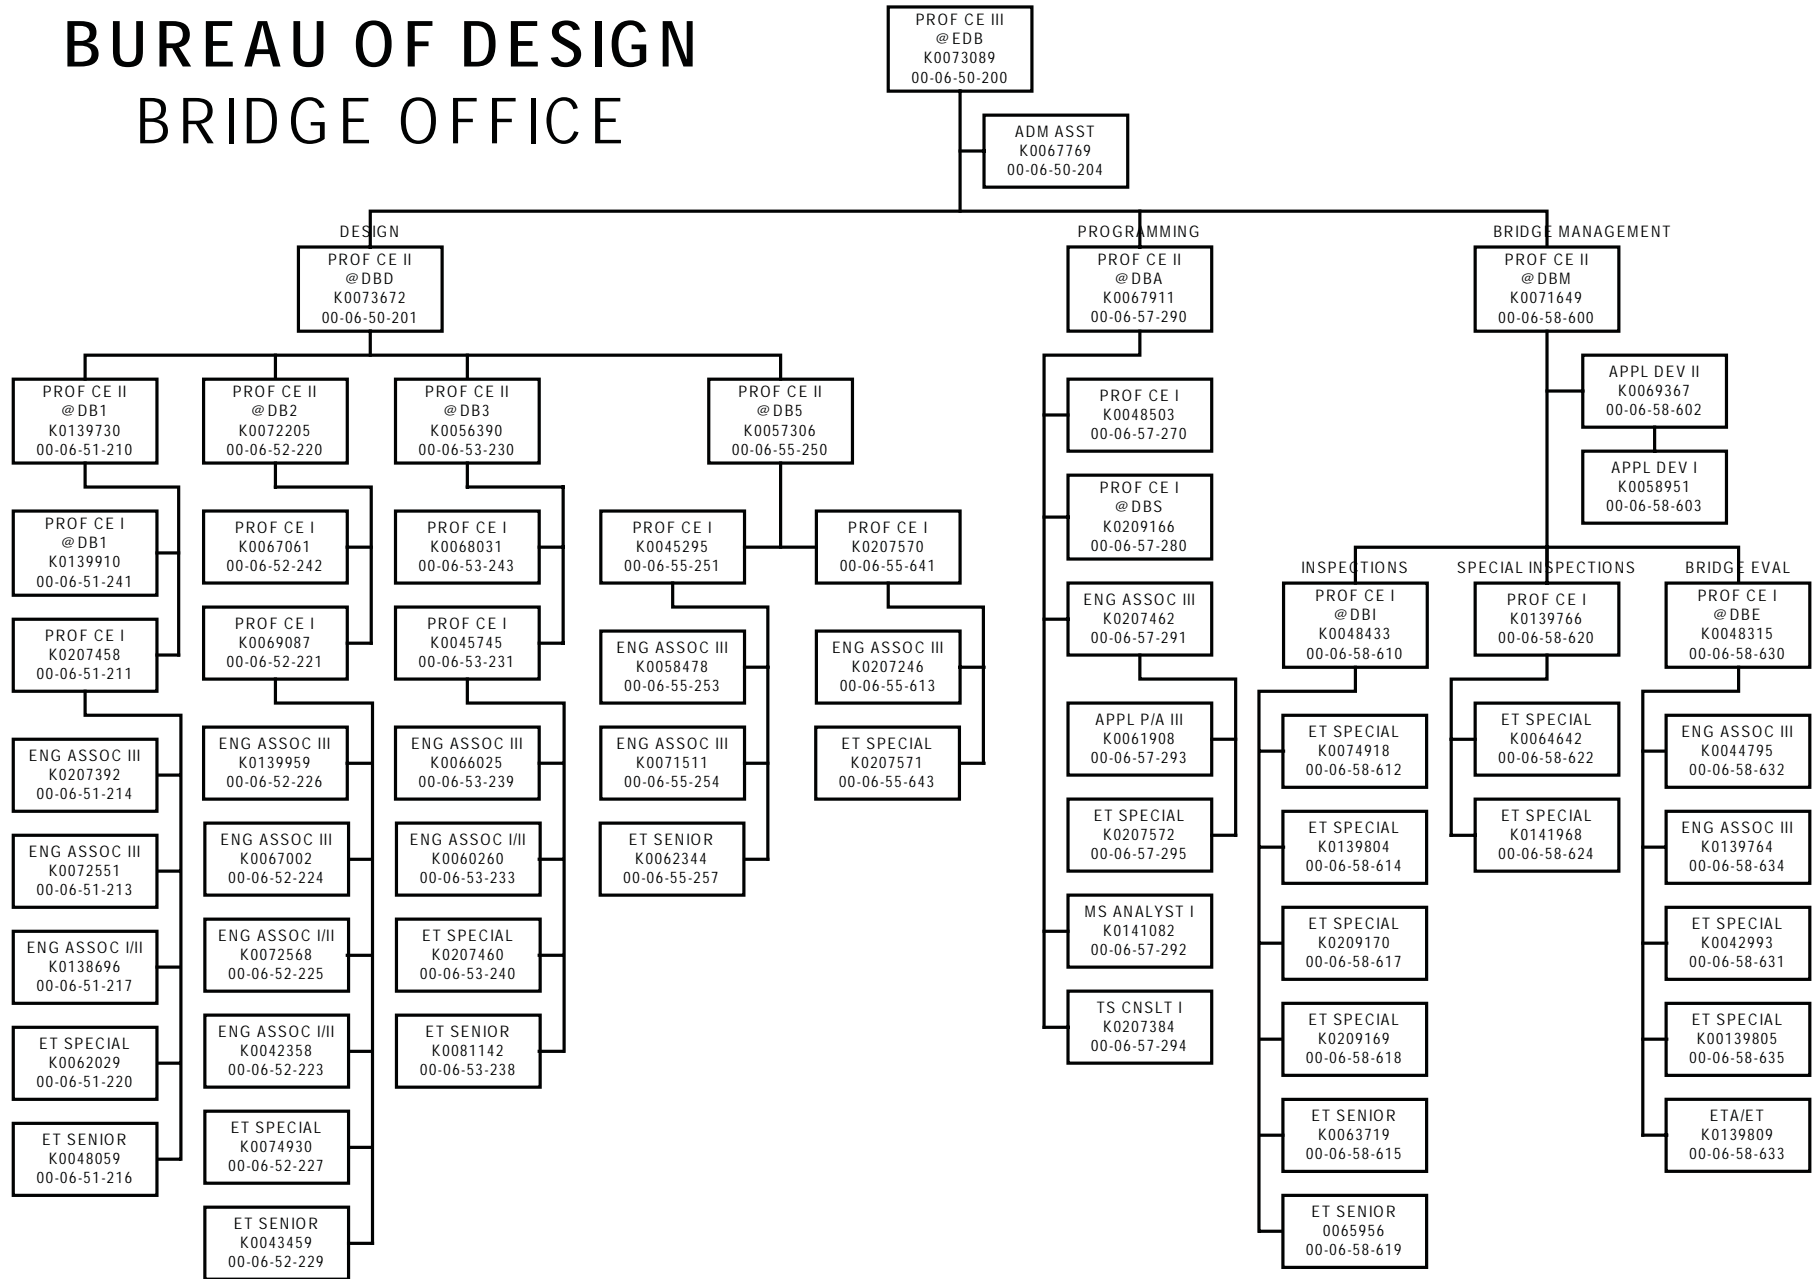 BUREAU OF DESIGN
BRIDGE OFFICE
PROF CE III
@EDB
K0073089
00-06-50-200
ADM ASST
K0067769
00-06-50-204
DESIGN
PROF CE II
@DBD
K0073672
00-06-50-201
PROGRAMMING
PROF CE II
@DBA
K0067911
00-06-57-290
BRIDGE MANAGEMENT
PROF CE II
@DBM
K0071649
00-06-58-600
PROF CE II
@DB1
K0139730
00-06-51-210
PROF CE I
@DB1
K0139910
00-06-51-241
PROF CE I
K0207458
00-06-51-211
ENG ASSOC III
K0207392
00-06-51-214
ENG ASSOC III
K0072551
00-06-51-213
ENG ASSOC I/II
K0138696
00-06-51-217
ET SPECIAL
K0062029
00-06-51-220
ET SENIOR
K0048059
00-06-51-216
PROF CE II
@DB2
K0072205
00-06-52-220
PROF CE I
K0067061
00-06-52-242
PROF CE I
K0069087
00-06-52-221
ENG ASSOC III
K0139959
00-06-52-226
ENG ASSOC III
K0067002
00-06-52-224
ENG ASSOC I/II
K0072568
00-06-52-225
ENG ASSOC I/II
K0042358
00-06-52-223
ET SPECIAL
K0074930
00-06-52-227
ET SENIOR
K0043459
00-06-52-229
PROF CE II
@DB3
K0056390
00-06-53-230
PROF CE I
K0068031
00-06-53-243
PROF CE I
K0045745
00-06-53-231
ENG ASSOC III
K0066025
00-06-53-239
ENG ASSOC I/II
K0060260
00-06-53-233
ET SPECIAL
K0207460
00-06-53-240
ET SENIOR
K0081142
00-06-53-238
PROF CE II
@DB5
K0057306
00-06-55-250
PROF CE I
K0045295
00-06-55-251
ENG ASSOC III
K0058478
00-06-55-253
ENG ASSOC III
K0071511
00-06-55-254
ET SENIOR
K0062344
00-06-55-257
PROF CE I
K0207570
00-06-55-641
ENG ASSOC III
K0207246
00-06-55-613
ET SPECIAL
K0207571
00-06-55-643
PROF CE I
K0048503
00-06-57-270
PROF CE I
@DBS
K0209166
00-06-57-280
ENG ASSOC III
K0207462
00-06-57-291
APPL P/A III
K0061908
00-06-57-293
ET SPECIAL
K0207572
00-06-57-295
MS ANALYST I
K0141082
00-06-57-292
TS CNSLT I
K0207384
00-06-57-294
APPL DEV II
K0069367
00-06-58-602
APPL DEV I
K0058951
00-06-58-603
INSPECTIONS
PROF CE I
@DBI
K0048433
00-06-58-610
ET SPECIAL
K0074918
00-06-58-612
ET SPECIAL
K0139804
00-06-58-614
ET SPECIAL
K0209170
00-06-58-617
ET SPECIAL
K0209169
00-06-58-618
ET SENIOR
K0063719
00-06-58-615
ET SENIOR
0065956
00-06-58-619
SPECIAL INSPECTIONS
PROF CE I
K0139766
00-06-58-620
ET SPECIAL
K0064642
00-06-58-622
ET SPECIAL
K0141968
00-06-58-624
BRIDGE EVAL
PROF CE I
@DBE
K0048315
00-06-58-630
ENG ASSOC III
K0044795
00-06-58-632
ENG ASSOC III
K0139764
00-06-58-634
ET SPECIAL
K0042993
00-06-58-631
ET SPECIAL
K00139805
00-06-58-635
ETA/ET
K0139809
00-06-58-633